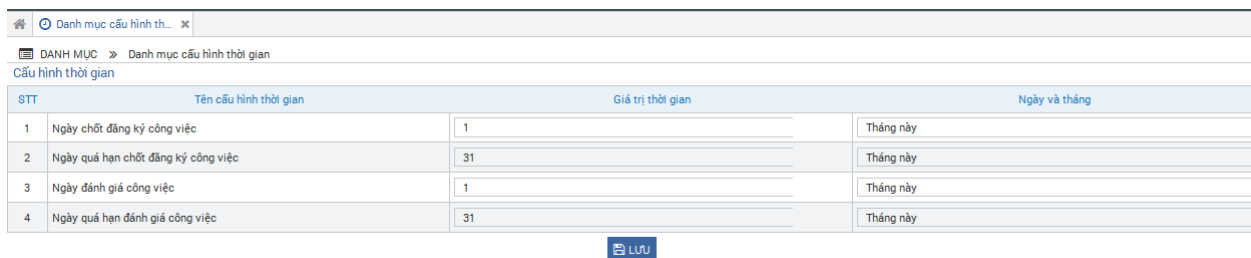 Danh mục cấu hình th...
DANH MỤC » Danh mục cấu hình thời gian
Cấu hình thời gian
STT Tên cấu hình thời gian Giá trị thời gian Ngày và tháng
1 Ngày chốt đăng ký công việc 1 Tháng này
2 Ngày quá hạn chốt đăng ký công việc 31 Tháng này
3 Ngày đánh giá công việc 1 Tháng này
4 Ngày quá hạn đánh giá công việc 31 Tháng này
LƯU